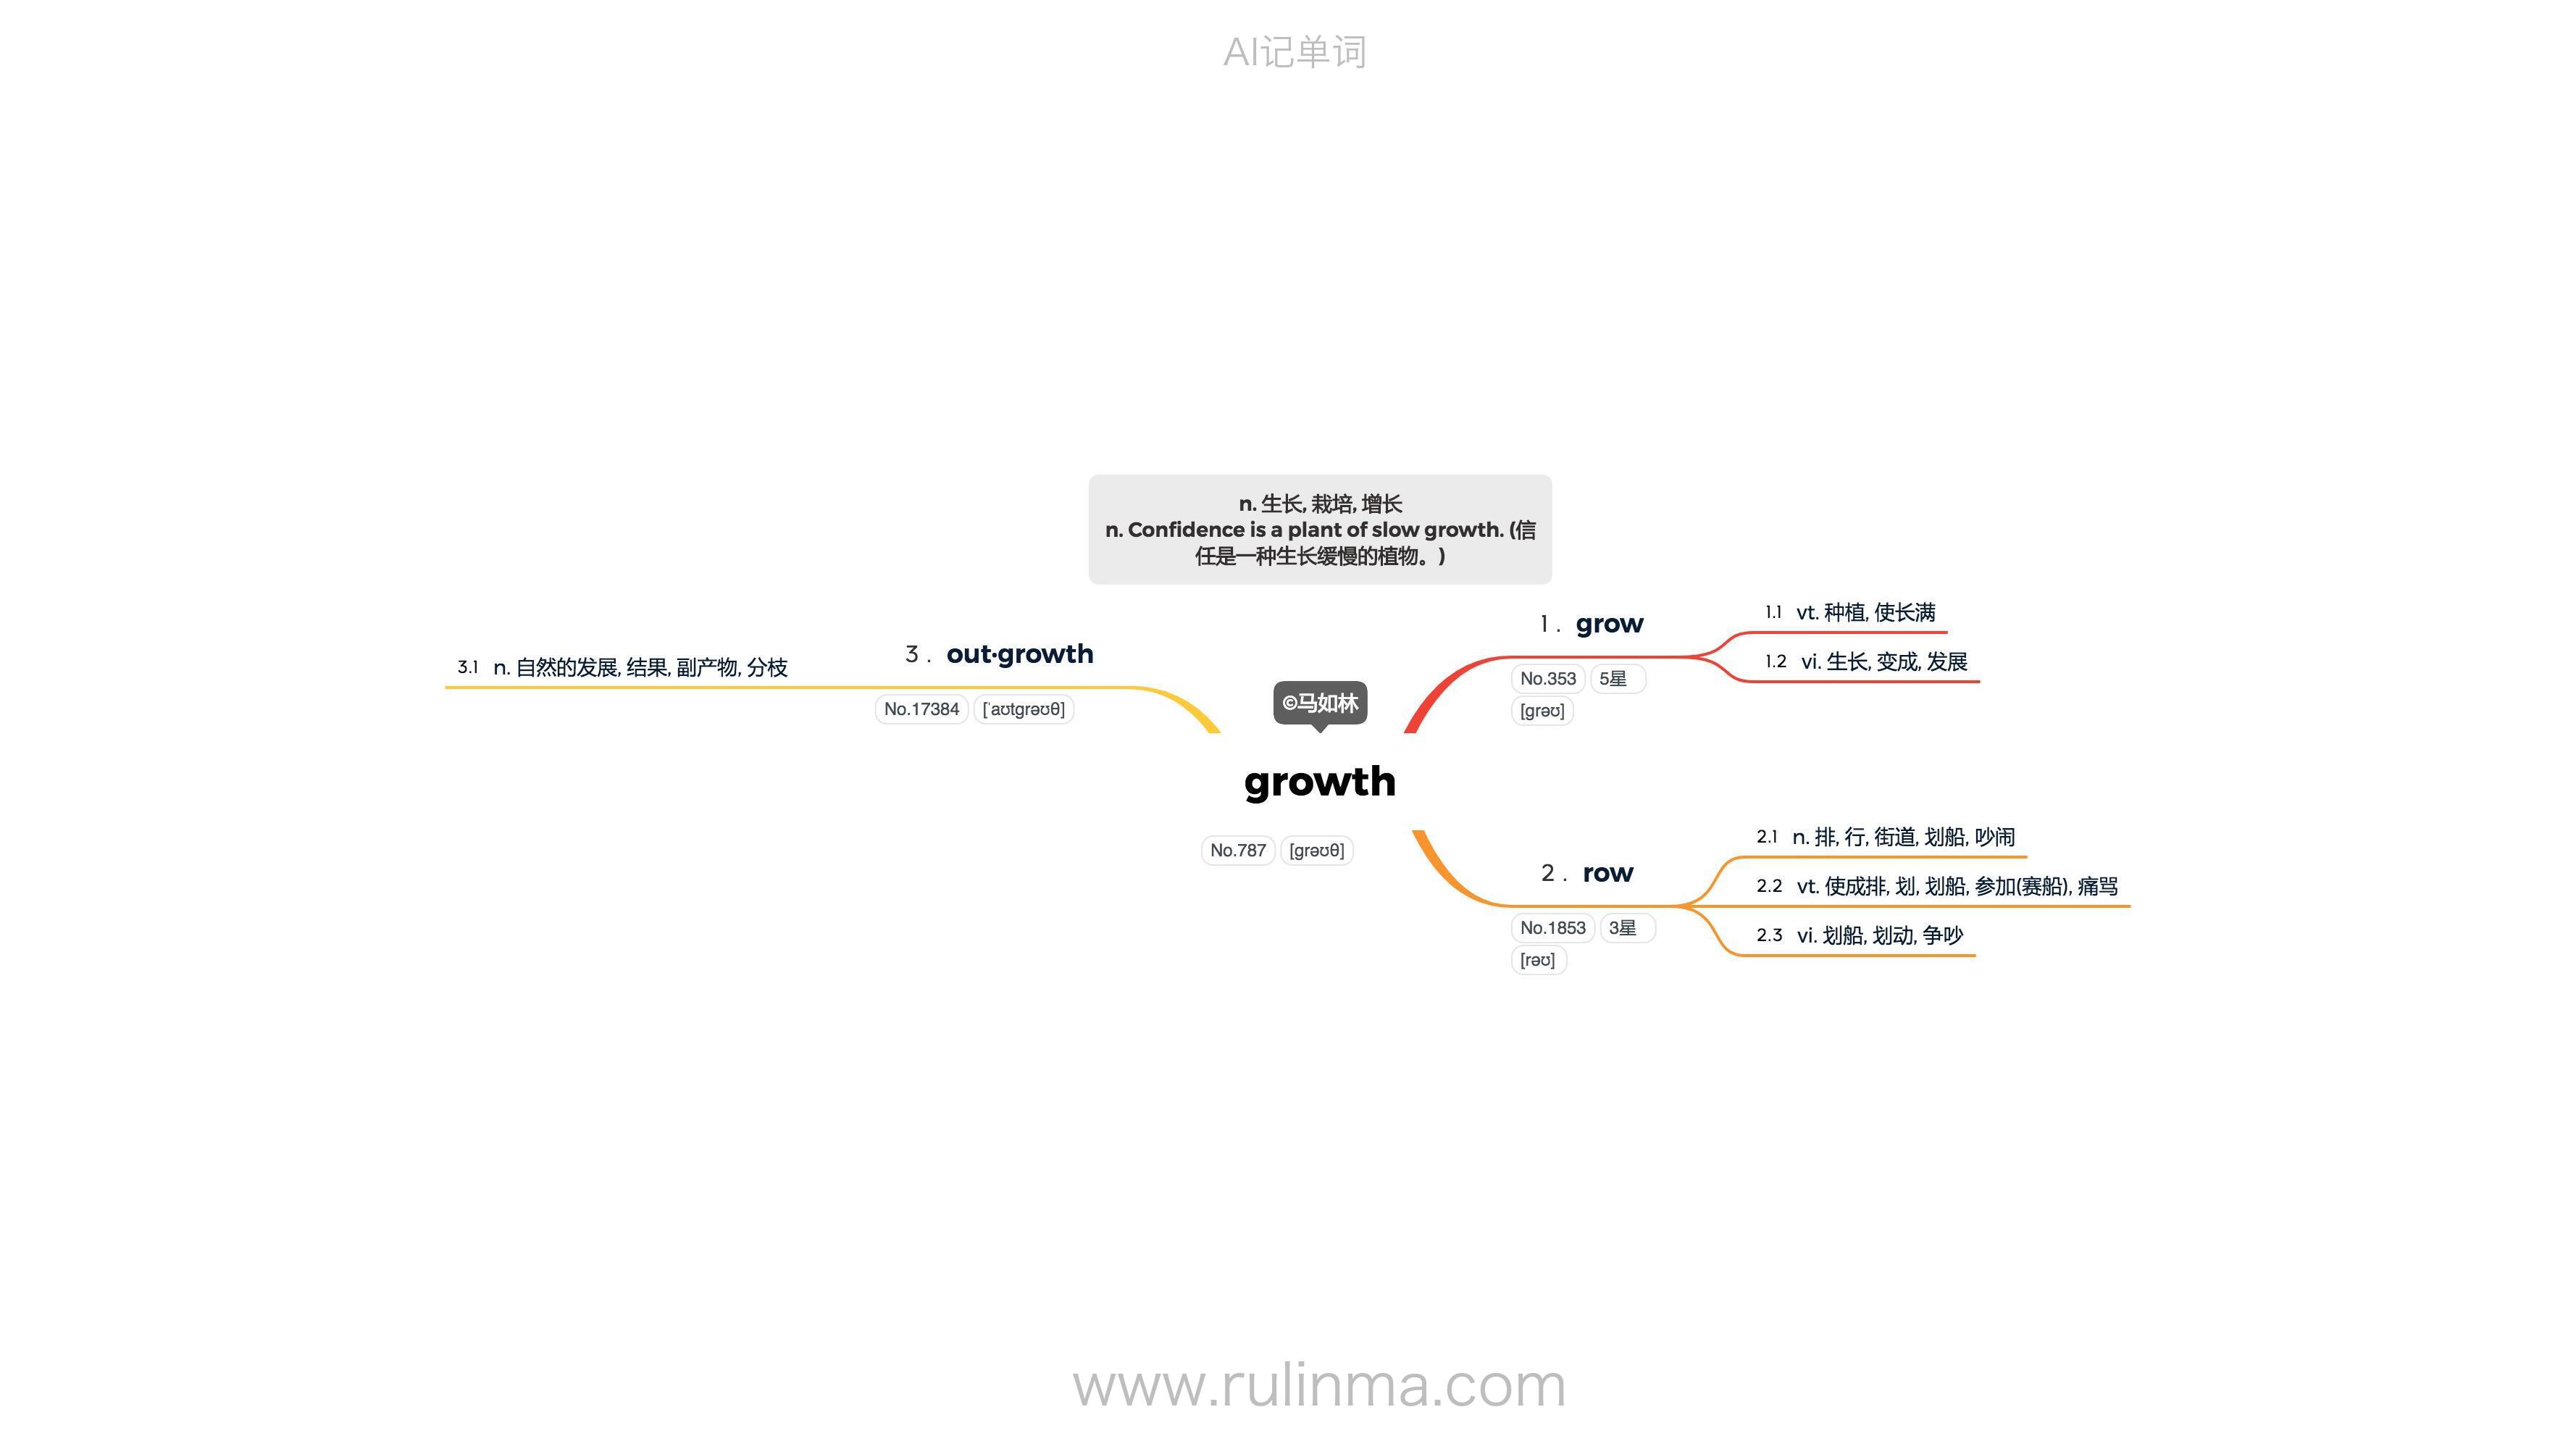 AI记单词
n. 生长, 栽培, 增长
n. Confidence is a plant of slow growth. (信
任是一种生长缓慢的植物。)
©马如林
growth
No.787 [grəʊθ]
1 . grow
No.353 5星
[grəʊ]
1.1 vt. 种植, 使长满
1.2 vi. 生长, 变成, 发展
2 . row
No.1853 3星
[rəʊ]
2.1 n. 排, 行, 街道, 划船, 吵闹
2.2 vt. 使成排, 划, 划船, 参加(赛船), 痛骂
2.3 vi. 划船, 划动, 争吵
3 . out·growth
No.17384 [ˈaʊtgrəʊθ]
3.1 n. 自然的发展, 结果, 副产物, 分枝
www.rulinma.com